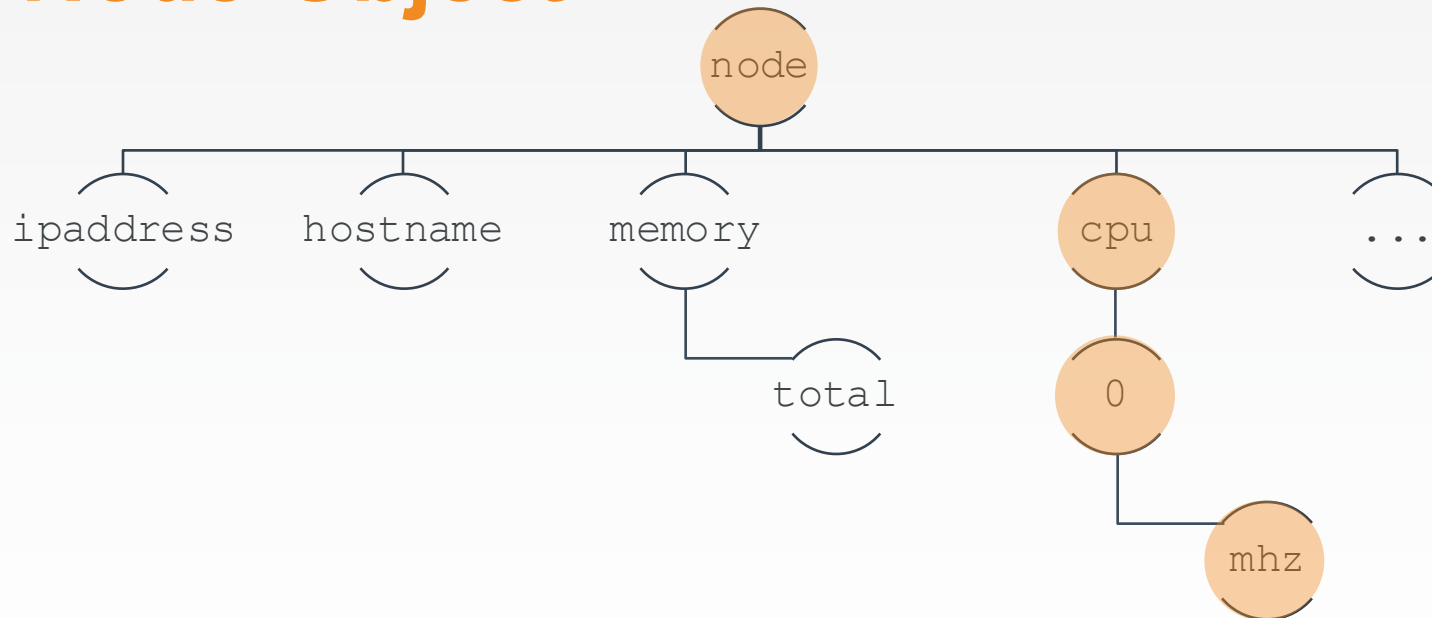 node
ipaddress hostname memory cpu ...
total 0
mhz